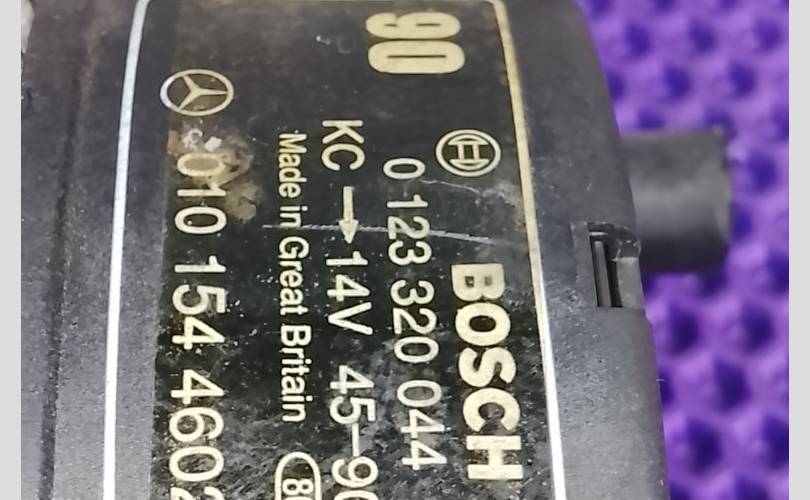 90
BOSCH
0 123 320 044
KC → 14V 45-90
Made in Great Britain
010 154 4602